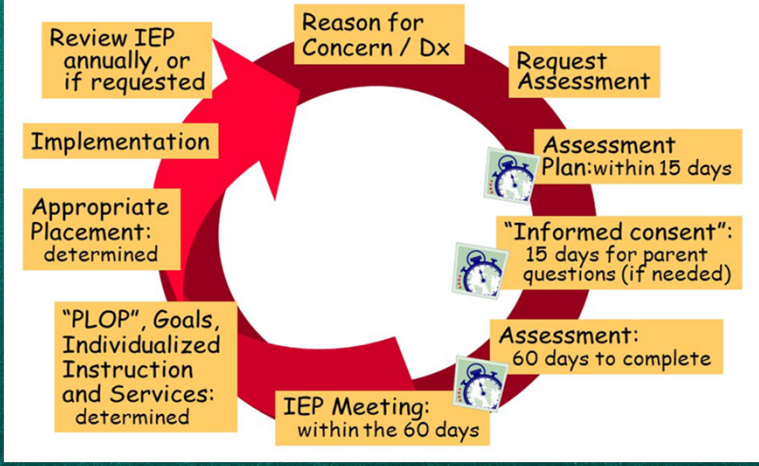 Reason for
Concern / Dx
Request
Assessment
Assessment
Plan:within 15 days
"Informed consent":
15 days for parent
questions (if needed)
Assessment:
60 days to complete
IEP Meeting:
within the 60 days
"PLOP", Goals,
Individualized
Instruction
and Services:
determined
Appropriate
Placement:
determined
Implementation
Review IEP
annually, or
if requested